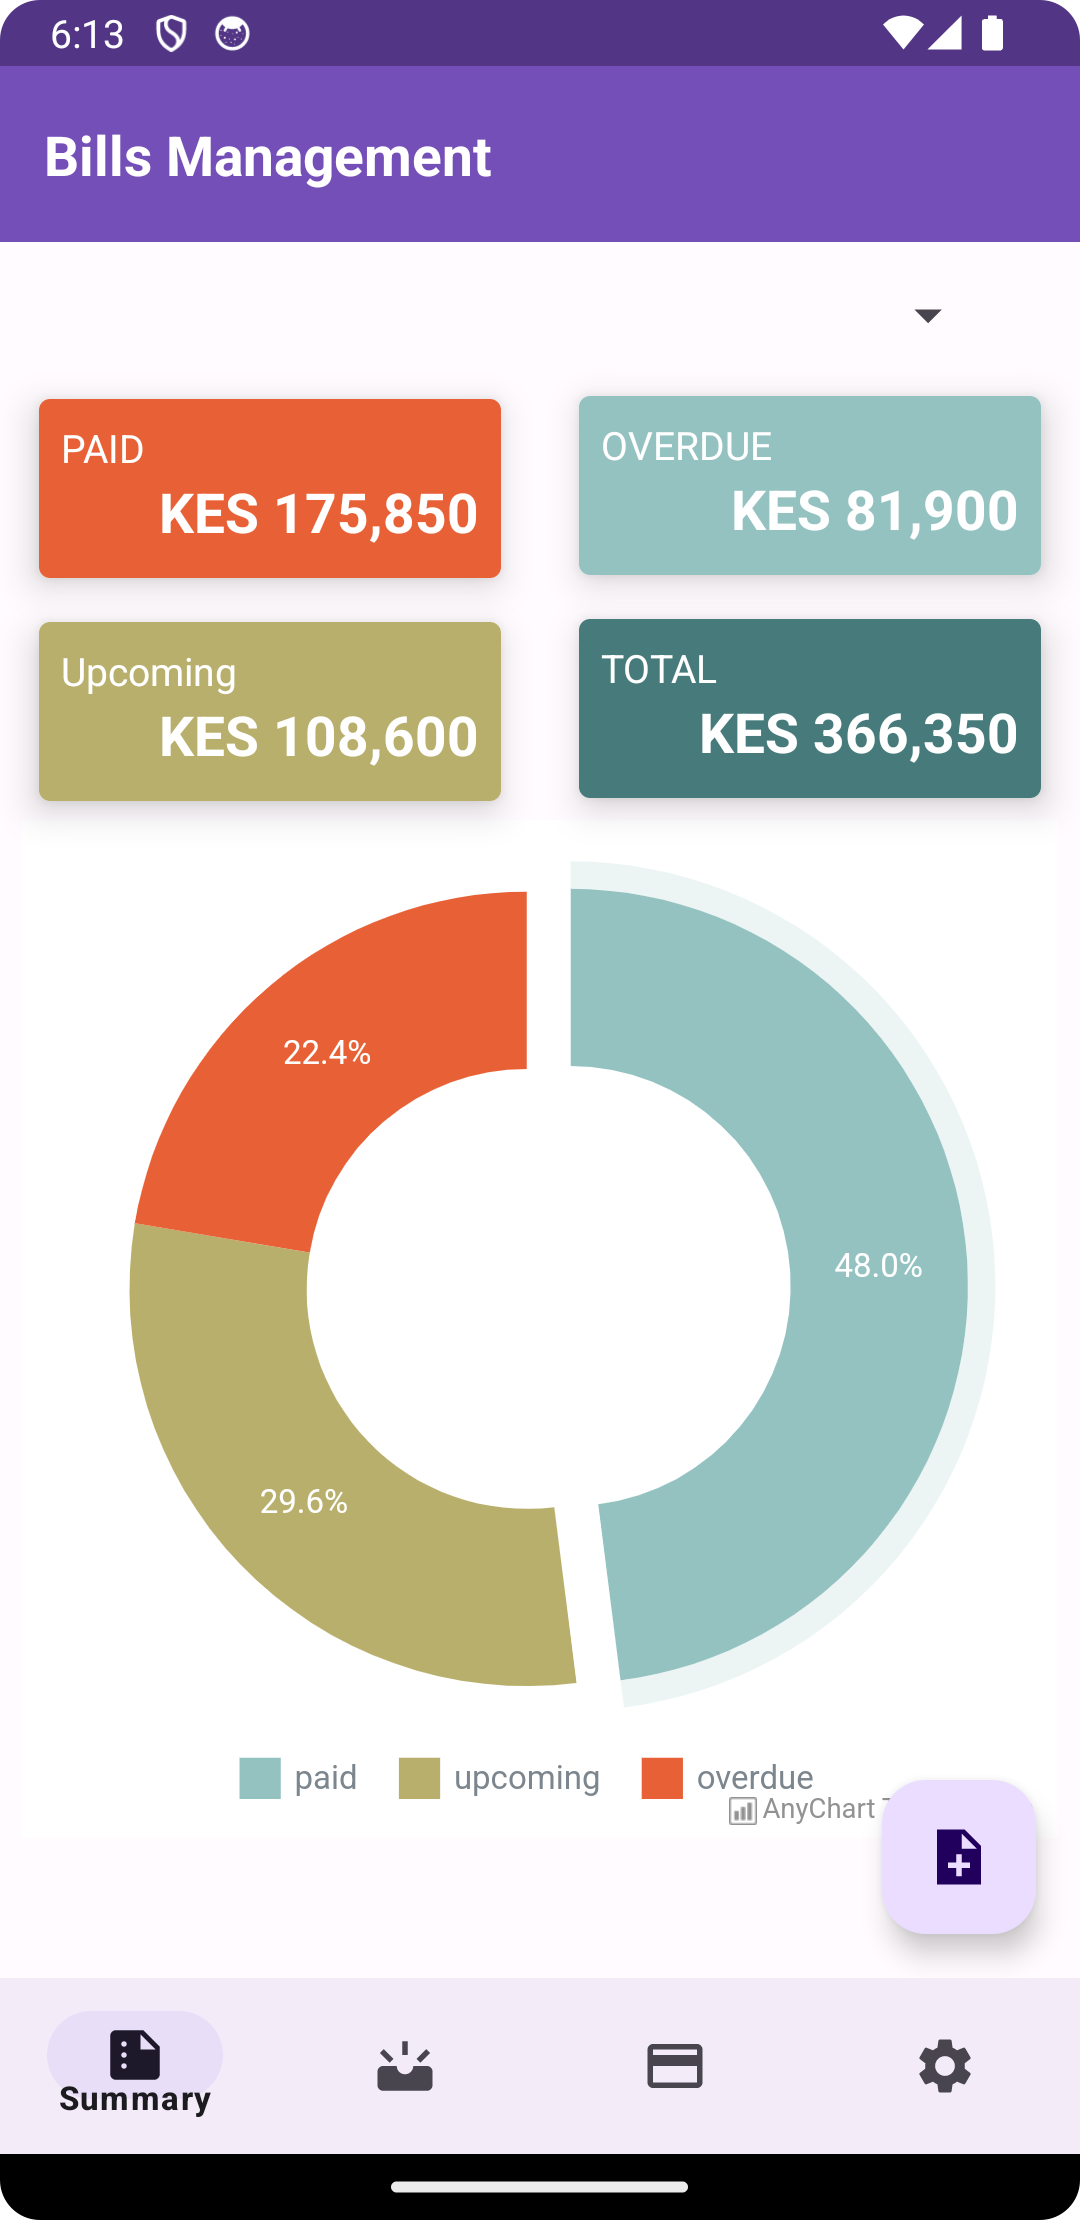 6:13
Bills Management
PAID
KES 175,850
OVERDUE
KES 81,900
Upcoming
KES 108,600
TOTAL
KES 366,350
22.4%
48.0%
29.6%
paid
upcoming
overdue
AnyChart
Summary